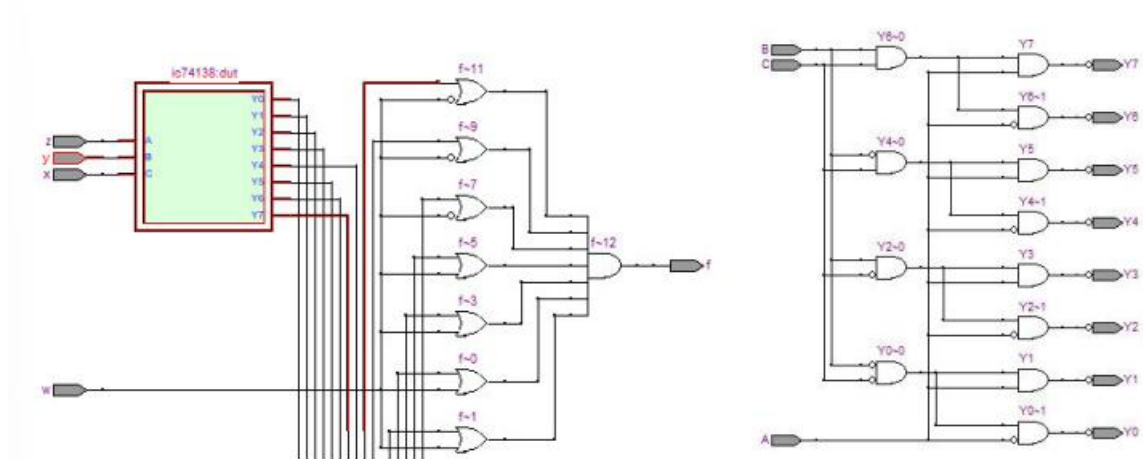 ic74138:dut
Y0
Y1
Y2
Y3
Y4
Y5
Y6
Y7
z
y
x
A
B
C
w
f~11
f~9
f~7
f~5
f~3
f~0
f~1
f~12
f
B
C
A
Y6~0
Y4~0
Y2~0
Y0~0
Y7
Y6~1
Y5
Y4~1
Y3
Y2~1
Y1
Y0~1
Y7
Y6
Y5
Y4
Y3
Y2
Y1
Y0